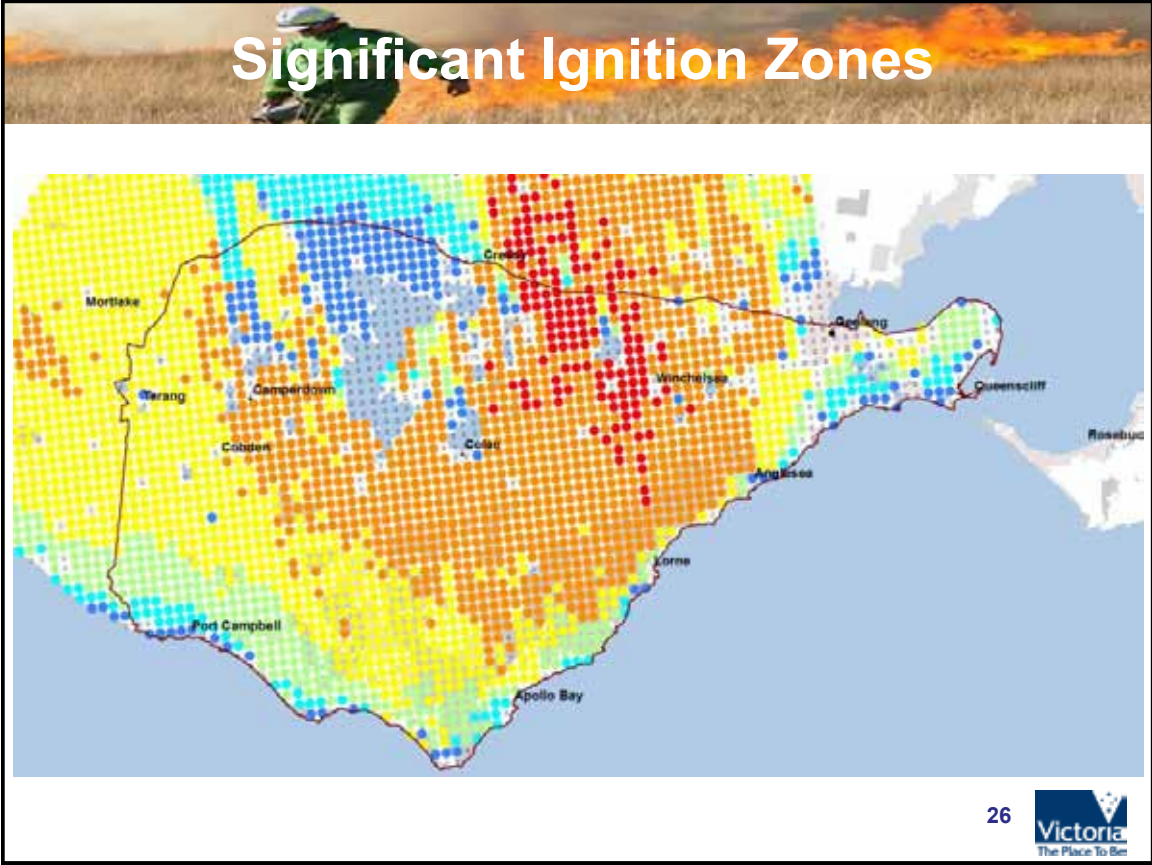 Significant Ignition Zones
Cressy
Mortlake
Geelong
Winchelsea
Queenscliff
Camperdown
Terang
Rosebuc
Cobden
Colac
Anglesea
Lorne
Port Campbell
Apollo Bay
26
Victoria
The Place To Be